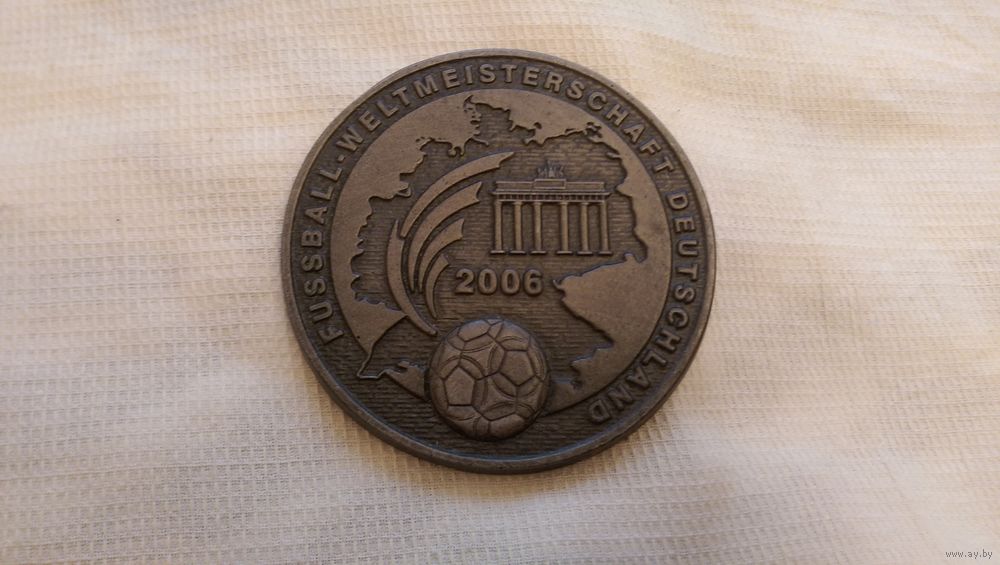 FUSSBALL-WELTMEISTERSCHAFT DEUTSCHLAND
2006
www.ay.by